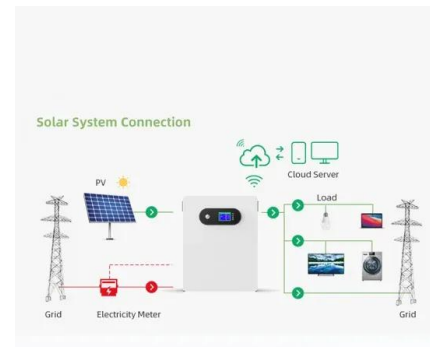 Solar System Connection
Cloud Server
PV
Load
Grid
Electricity Meter
Grid